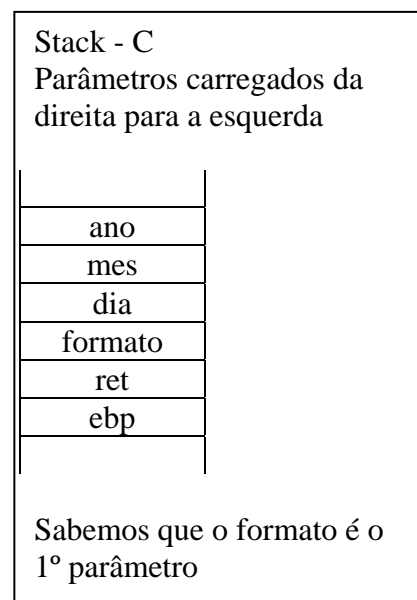 Stack - C
Parâmetros carregados da
direita para a esquerda
ano
mes
dia
formato
ret
ebp
Sabemos que o formato é o
1º parâmetro